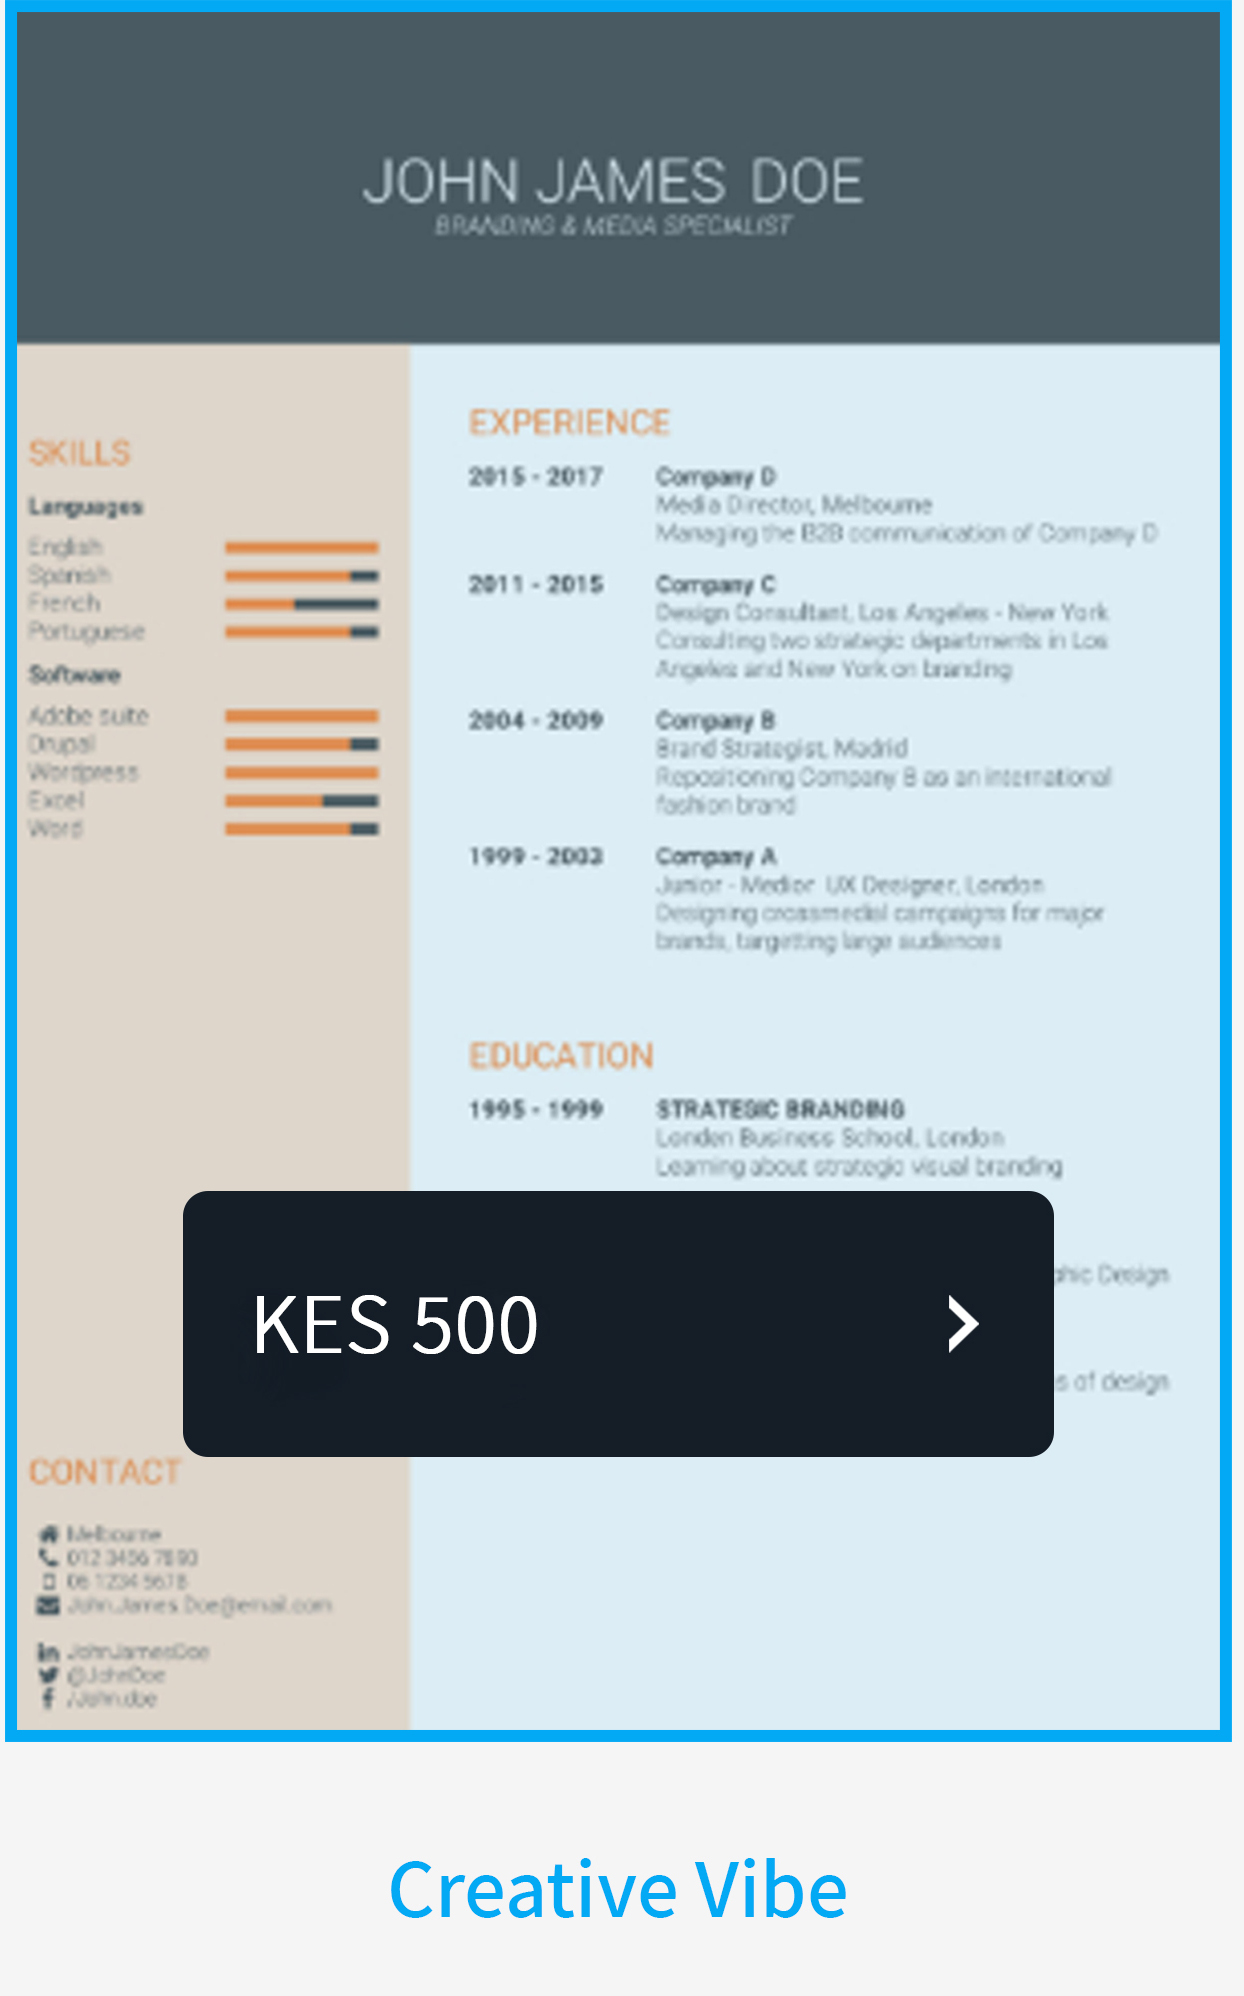 JOHN JAMES DOE
BRANDING & MEDIA SPECIALIST
SKILLS
Languages
English
Spanish
French
Portuguese
Software
Adobe suite
Drupal
Wordpress
Excel
Word
EXPERIENCE
2015 - 2017 Company D
Media Director, Melbourne
Managing the B2B communication of Company D
2011 - 2015 Company C
Design Consultant, Los Angeles - New York
Consulting two strategic departments in Los
Angeles and New York on branding
2004 - 2009 Company B
Brand Strategist, Madrid
Repositioning Company B as an international
fashion brand
1999 - 2003 Company A
Junior - Medior UX Designer, London
Designing crossmedial campaigns for major
brands, targetting large audiences
EDUCATION
1995 - 1999 STRATEGIC BRANDING
Londen Business School, London
Learning about strategic visual branding
Design
KES 500
of design
CONTACT
Melbourne
012 3456 7890
06 1234 5678
John.James.Doe@email.com
JohnJamesDoe
@JohnDoe
/John.doe
Creative Vibe